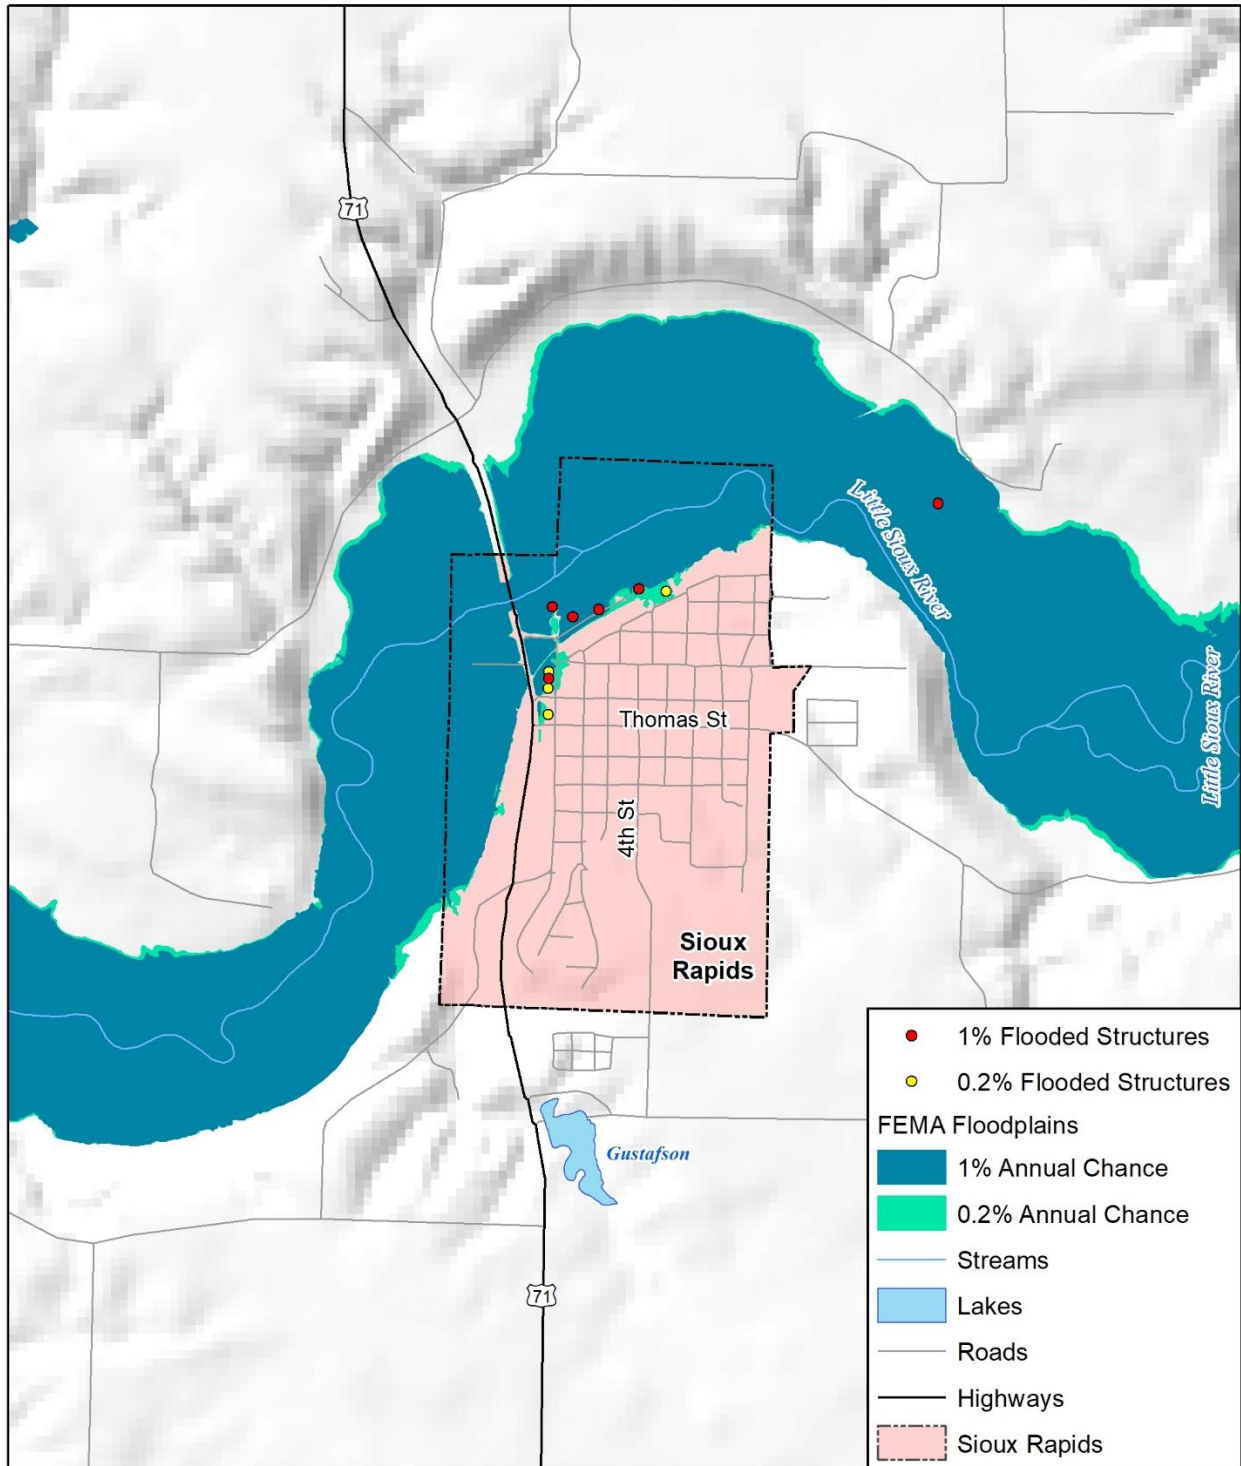 71
Little Sioux River
Little Sioux River
Thomas St
4th St
Sioux
Rapids
Gustafson
71
1% Flooded Structures
0.2% Flooded Structures
FEMA Floodplains
1% Annual Chance
0.2% Annual Chance
Streams
Lakes
Roads
Highways
Sioux Rapids